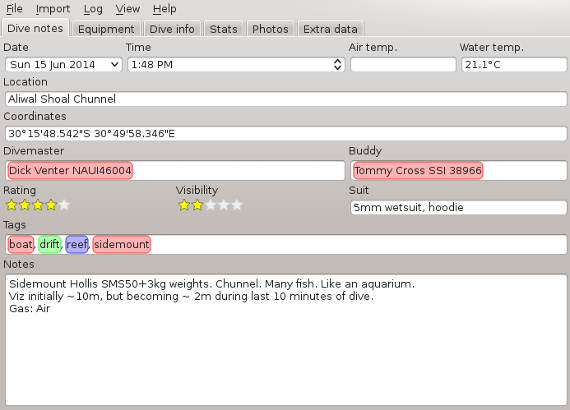 File Import Log View Help
Dive notes Equipment Dive info Stats Photos Extra data
Date Time Air temp. Water temp.
Sun 15 Jun 2014 1:48 PM 21.1°C
Location
Aliwal Shoal Chunnel
Coordinates
30°15'48.542"S 30°49'58.346"E
Divemaster Buddy
Dick Venter NAUI46004 Tommy Cross SSI 38966
Rating Visibility Suit
5mm wetsuit, hoodie
Tags
boat, drift, reef, sidemount
Notes
Sidemount Hollis SMS50+3kg weights. Chunnel. Many fish. Like an aquarium.
Viz initially ~10m, but becoming ~ 2m during last 10 minutes of dive.
Gas: Air